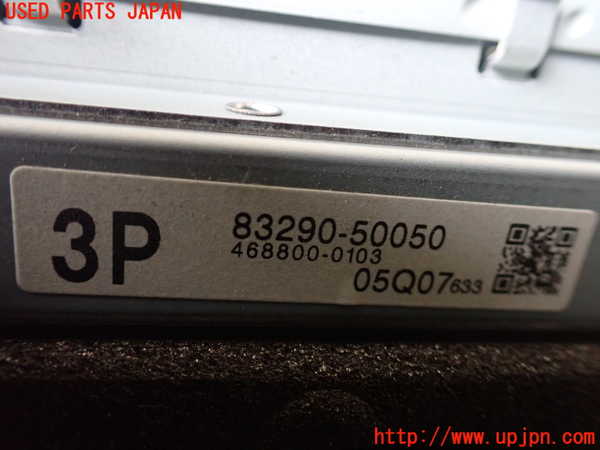 USED PARTS JAPAN
3P
83290-50050
468800-0103
05Q07633
http://www.upjpn.com/